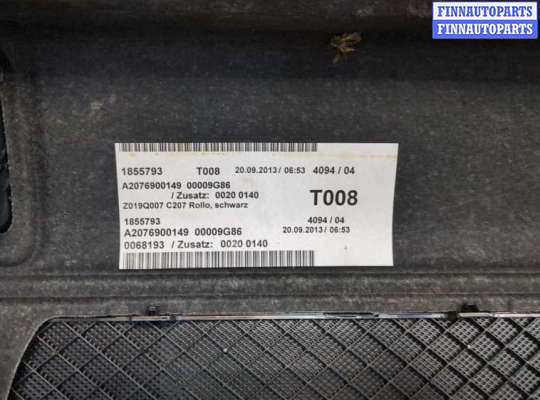 FINNAUTOPARTS
FINNAUTOPARTS
1855793 T008 20.09.2013 / 06:53 4094 / 04
A2076900149 00009G86
/ Zusatz: 0020 0140
Z019Q007 C207 Rollo, schwarz
T008
1855793 4094 / 04
A2076900149 00009G86 20.09.2013 / 06:53
0068193 / Zusatz: 0020 0140